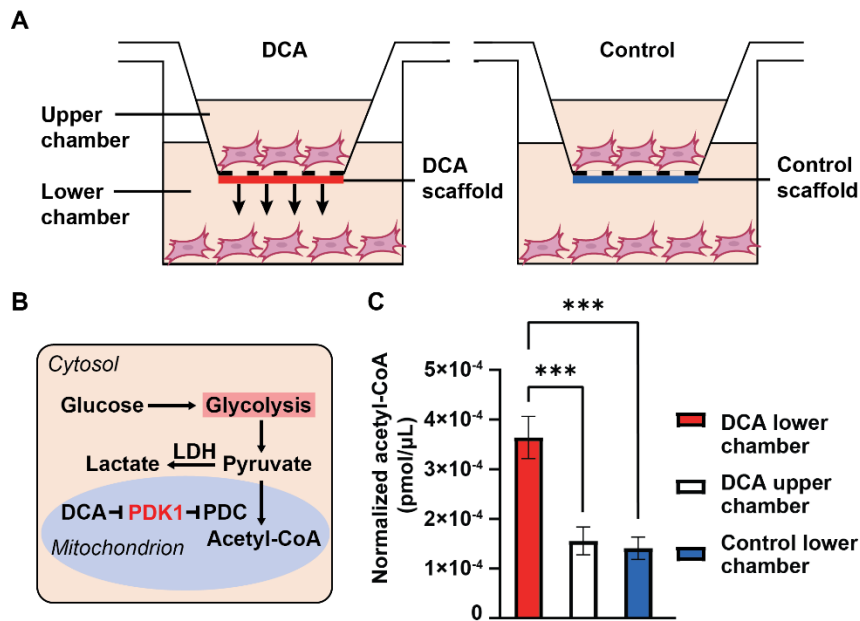 A
DCA
Control
Upper
chamber
Lower
chamber
DCA
scaffold
Control
scaffold
B
Cytosol
Glucose
Glycolysis
LDH
Lactate
Pyruvate
DCA
PDK1
PDC
Mitochondrion
Acetyl-CoA
C
Normalized acetyl-CoA
(pmol/µL)
5×10⁻⁴
4×10⁻⁴
3×10⁻⁴
2×10⁻⁴
1×10⁻⁴
0
***
***
DCA lower
chamber
DCA upper
chamber
Control lower
chamber